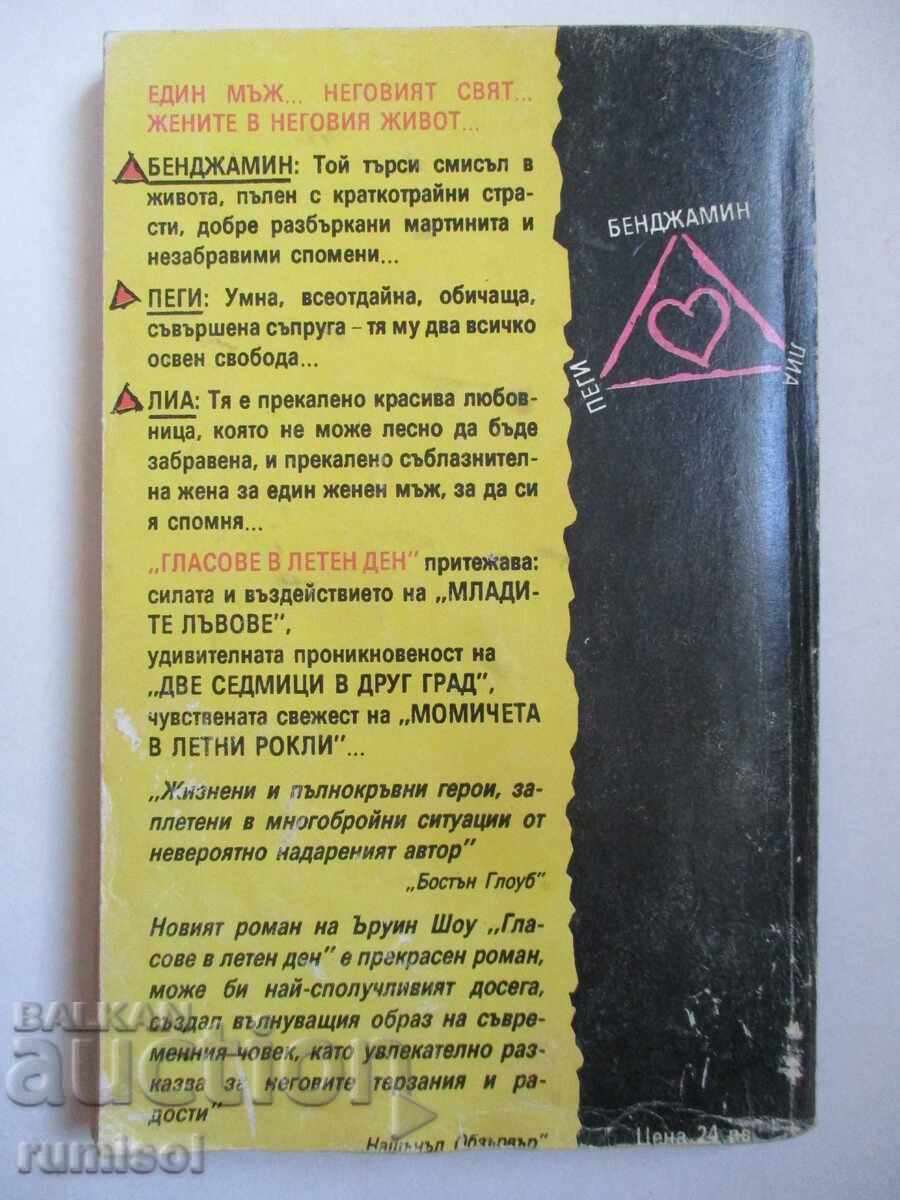 ЕДИН МЪЖ... НЕГОВИЯТ СВЯТ...
ЖЕНИТЕ В НЕГОВИЯ ЖИВОТ...
БЕНДЖАМИН: Той търси смисъл в
живота, пълен с краткотрайни стра-
сти, добре разбъркани мартинита и
незабравими спомени...
ПЕГИ: Умна, всеотдайна, обичаща,
съвършена съпруга – тя му два всичко
освен свобода...
ЛИА: Тя е прекалено красива любов-
ница, която не може лесно да бъде
забравена, и прекалено съблазнител-
на жена за един женен мъж, за да си
я спомня...
„ГЛАСОВЕ В ЛЕТЕН ДЕН" притежава:
силата и въздействието на „МЛАДИ-
ТЕ ЛЪВОВЕ",
удивителната проникновеност на
„ДВЕ СЕДМИЦИ В ДРУГ ГРАД",
чувствената свежест на „МОМИЧЕТА
В ЛЕТНИ РОКЛИ"...
„Жизнени и пълнокръвни герои, за-
плетени в многобройни ситуации от
невероятно надареният автор"
„Бостън Глоуб"
Новият роман на Ъруин Шоу „Гла-
сове в летен ден" е прекрасен роман,
може би най-сполучливият досега,
създал вълнуващия образ на съвре-
менния човек, като увлекателно раз-
казва за неговите терзания и ра-
дости"
Нашънъл Обзървър"
БЕНДЖАМИН
ПЕГИ
ЛИА
Цена 24 лв
BALKAN
auction
rumisol